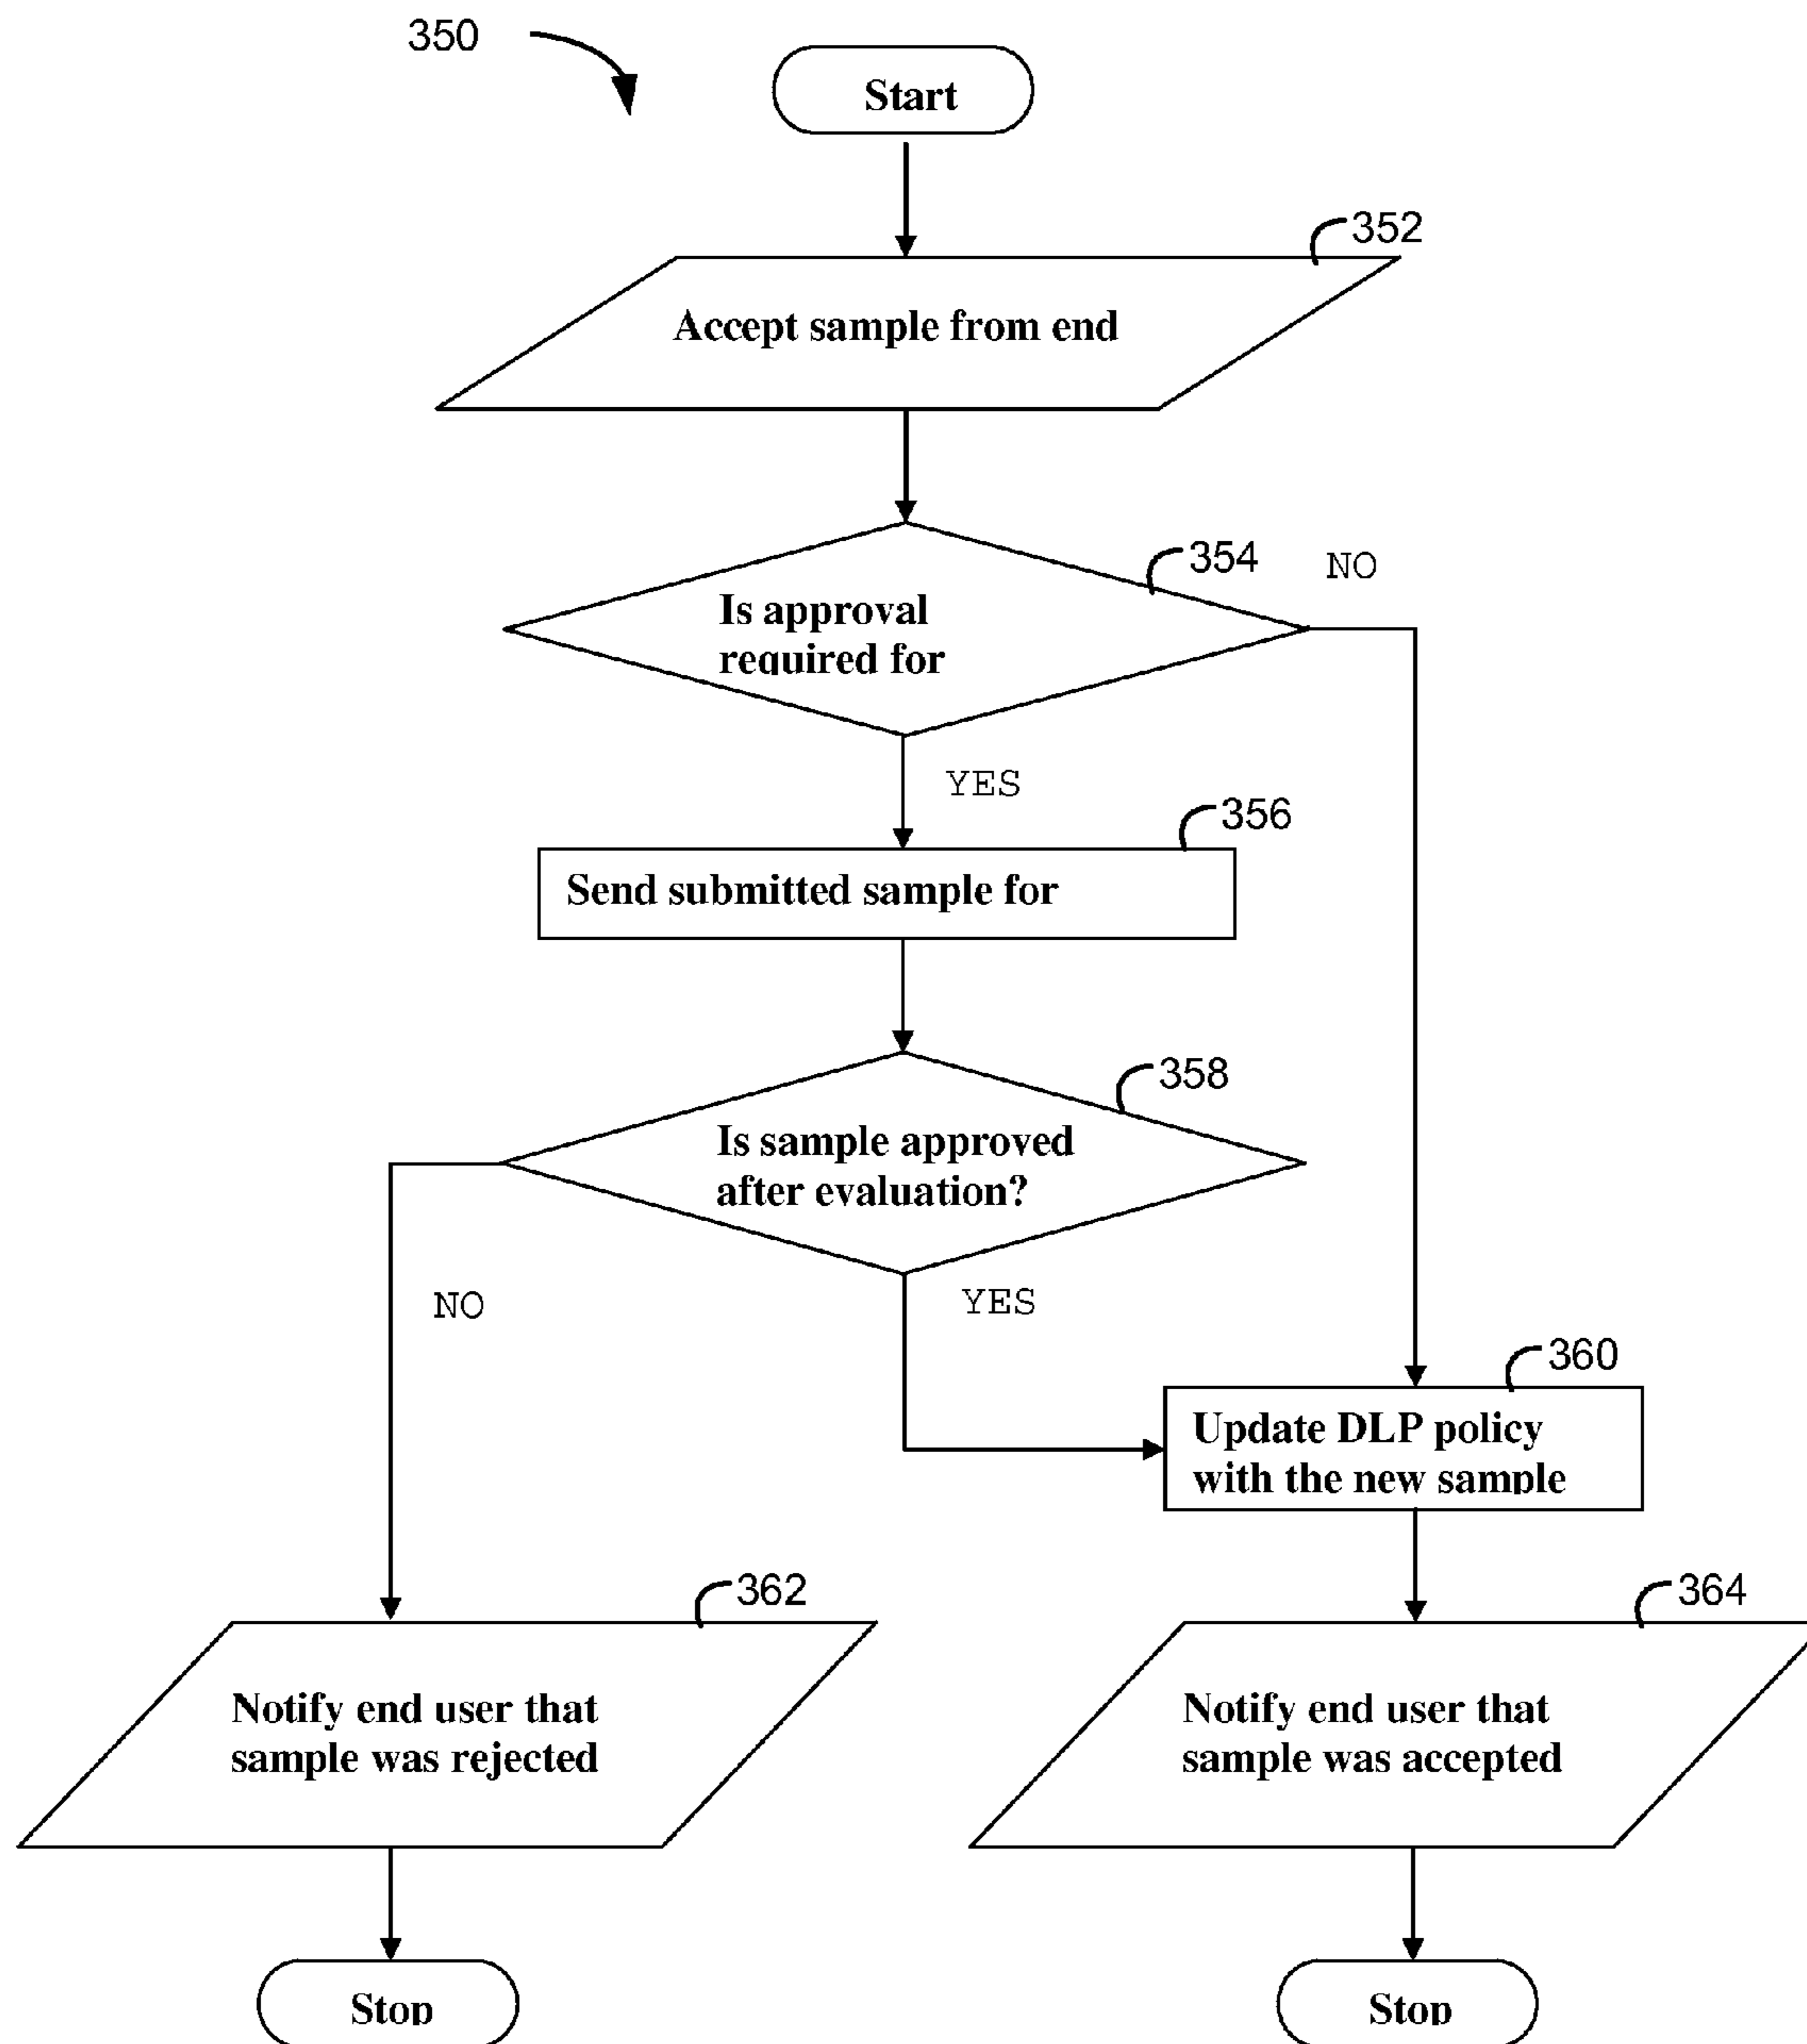 350
Start
352
Accept sample from end
354
NO
Is approval
required for
YES
356
Send submitted sample for
358
Is sample approved
after evaluation?
NO
YES
360
Update DLP policy
with the new sample
362
364
Notify end user that
sample was rejected
Notify end user that
sample was accepted
Stop
Stop